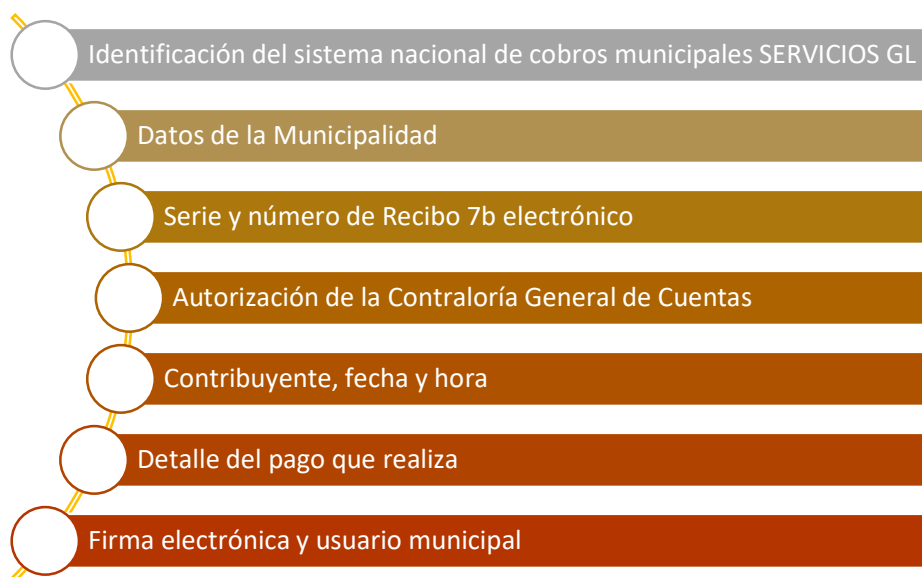 Identificación del sistema nacional de cobros municipales SERVICIOS GL
Datos de la Municipalidad
Serie y número de Recibo 7b electrónico
Autorización de la Contraloría General de Cuentas
Contribuyente, fecha y hora
Detalle del pago que realiza
Firma electrónica y usuario municipal